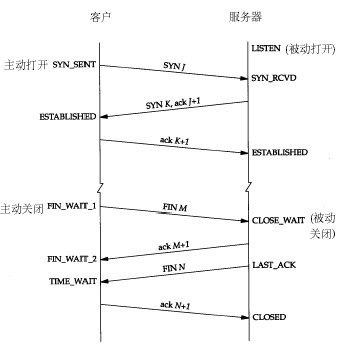 客户 服务器
LISTEN (被动打开)
主动打开 SYN_SENT
SYN J
SYN_RCVD
SYN K, ack J+1
ESTABLISHED
ack K+1
ESTABLISHED
主动关闭 FIN_WAIT_1
FIN M
CLOSE_WAIT (被动
关闭)
ack M+1
FIN_WAIT_2
FIN N
LAST_ACK
TIME_WAIT
ack N+1
CLOSED